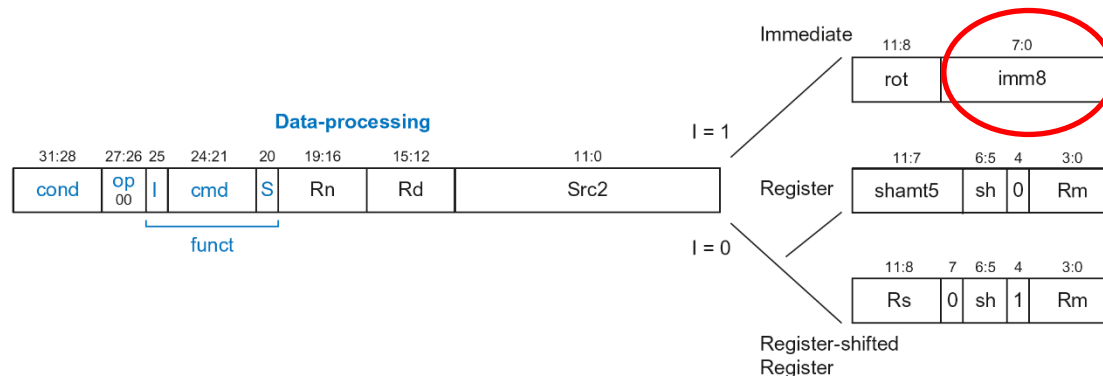 Immediate
11:8 7:0
rot imm8
Data-processing
I = 1
31:28 27:26 25 24:21 20 19:16 15:12 11:0
cond op 00 I cmd S Rn Rd Src2
funct
Register
11:7 6:5 4 3:0
shamt5 sh 0 Rm
I = 0
11:8 7 6:5 4 3:0
Rs 0 sh 1 Rm
Register-shifted
Register